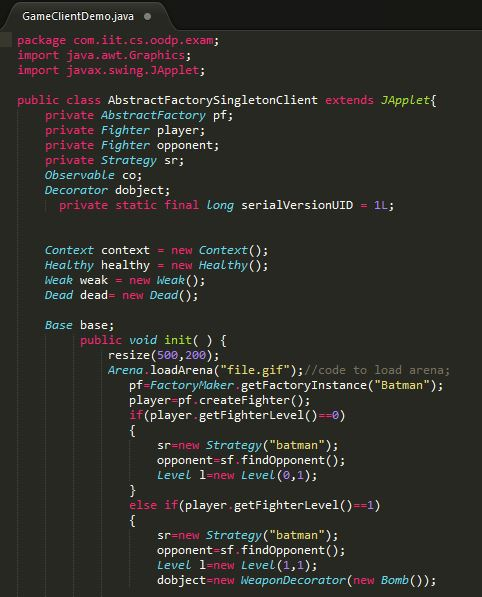 GameClientDemo.java
package com.iit.cs.oodp.exam;
import java.awt.Graphics;
import javax.swing.JApplet;
public class AbstractFactorySingletonClient extends JApplet{
private AbstractFactory pf;
private Fighter player;
private Fighter opponent;
private Strategy sr;
Observable co;
Decorator dobject;
private static final long serialVersionUID = 1L;
Context context = new Context();
Healthy healthy = new Healthy();
Weak weak = new Weak();
Dead dead= new Dead();
Base base;
public void init( ) {
resize(500,200);
Arena.loadArena("file.gif");//code to load arena;
pf=FactoryMaker.getFactoryInstance("Batman");
player=pf.createFighter();
if(player.getFighterLevel()==0)
{
sr=new Strategy("batman");
opponent=sf.findOpponent();
Level l=new Level(0,1);
}
else if(player.getFighterLevel()==1)
{
sr=new Strategy("batman");
opponent=sf.findOpponent();
Level l=new Level(1,1);
dobject=new WeaponDecorator(new Bomb());